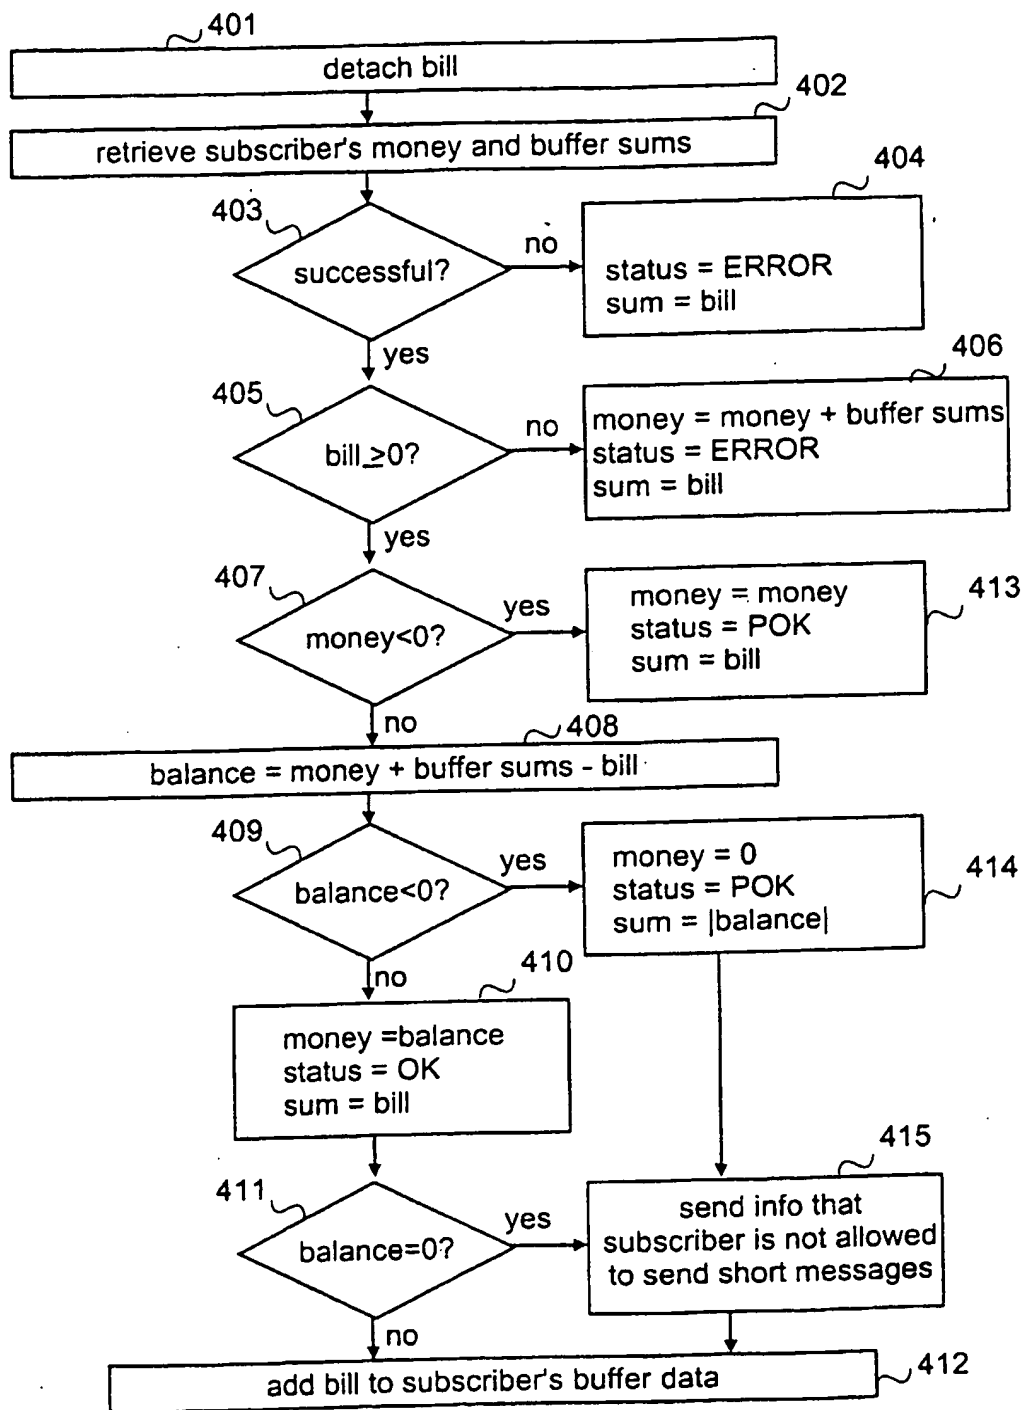 401
detach bill
402
retrieve subscriber's money and buffer sums
403
successful?
no
404
status = ERROR
sum = bill
yes
405
bill ≥0?
no
406
money = money + buffer sums
status = ERROR
sum = bill
yes
407
money<0?
yes
413
money = money
status = POK
sum = bill
no
408
balance = money + buffer sums - bill
409
balance<0?
yes
414
money = 0
status = POK
sum = |balance|
no
410
money =balance
status = OK
sum = bill
411
balance=0?
yes
415
send info that
subscriber is not allowed
to send short messages
no
add bill to subscriber's buffer data
412